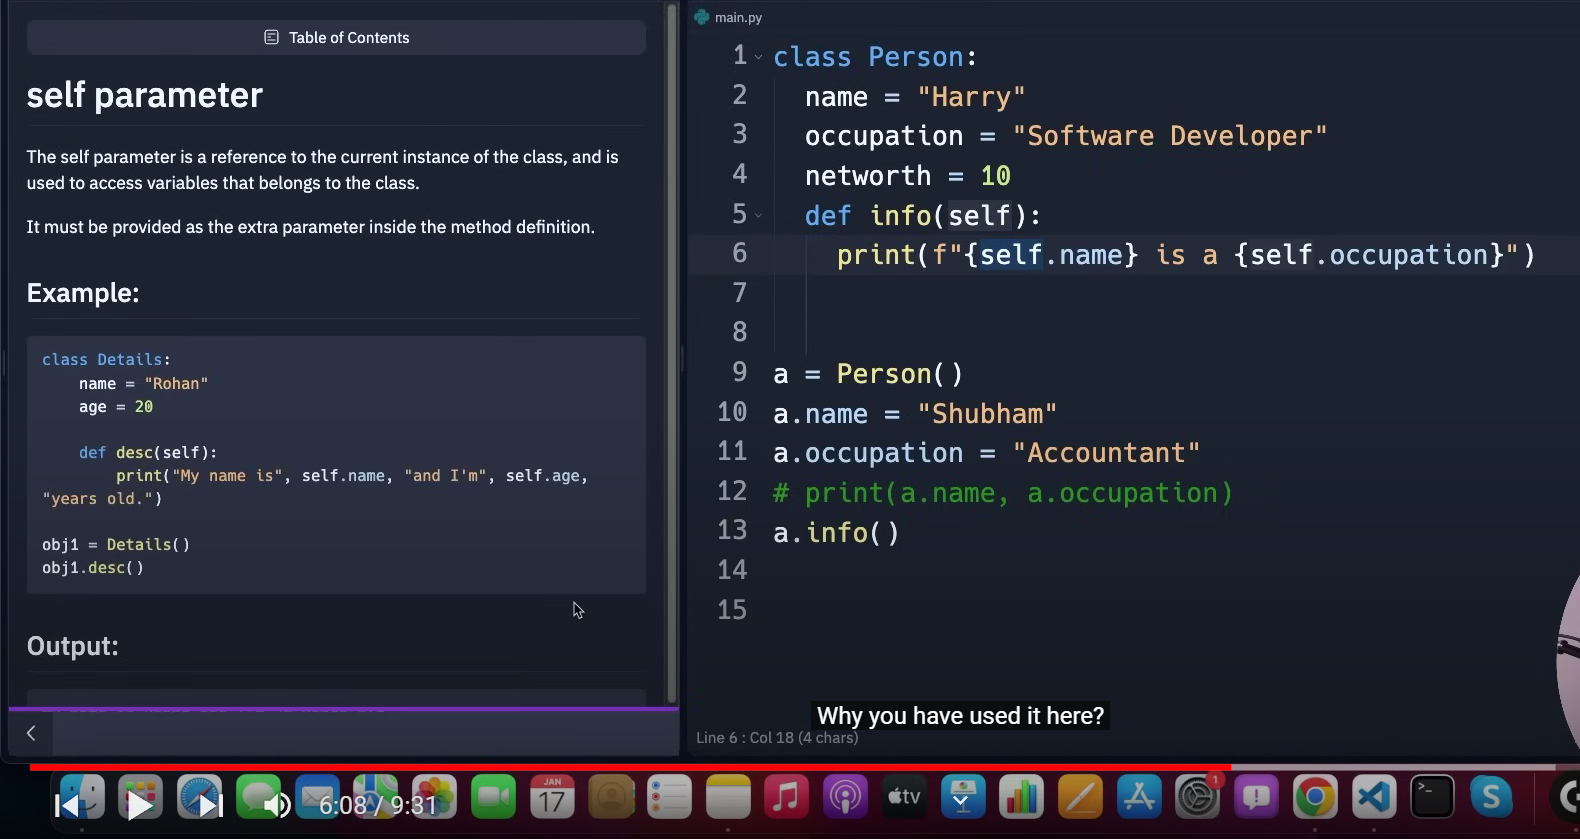 Table of Contents
self parameter
The self parameter is a reference to the current instance of the class, and is
used to access variables that belongs to the class.
It must be provided as the extra parameter inside the method definition.
Example:
class Details:
    name = "Rohan"
    age = 20
    def desc(self):
        print("My name is", self.name, "and I'm", self.age,
"years old.")
obj1 = Details()
obj1.desc()
Output:
main.py
1 class Person:
2   name = "Harry"
3   occupation = "Software Developer"
4   networth = 10
5   def info(self):
6     print(f"{self.name} is a {self.occupation}")
7
8
9 a = Person()
10 a.name = "Shubham"
11 a.occupation = "Accountant"
12 # print(a.name, a.occupation)
13 a.info()
14
15
Why you have used it here?
Line 6 : Col 18 (4 chars)
6:08 / 9:31
JAN
17
tv
1
S